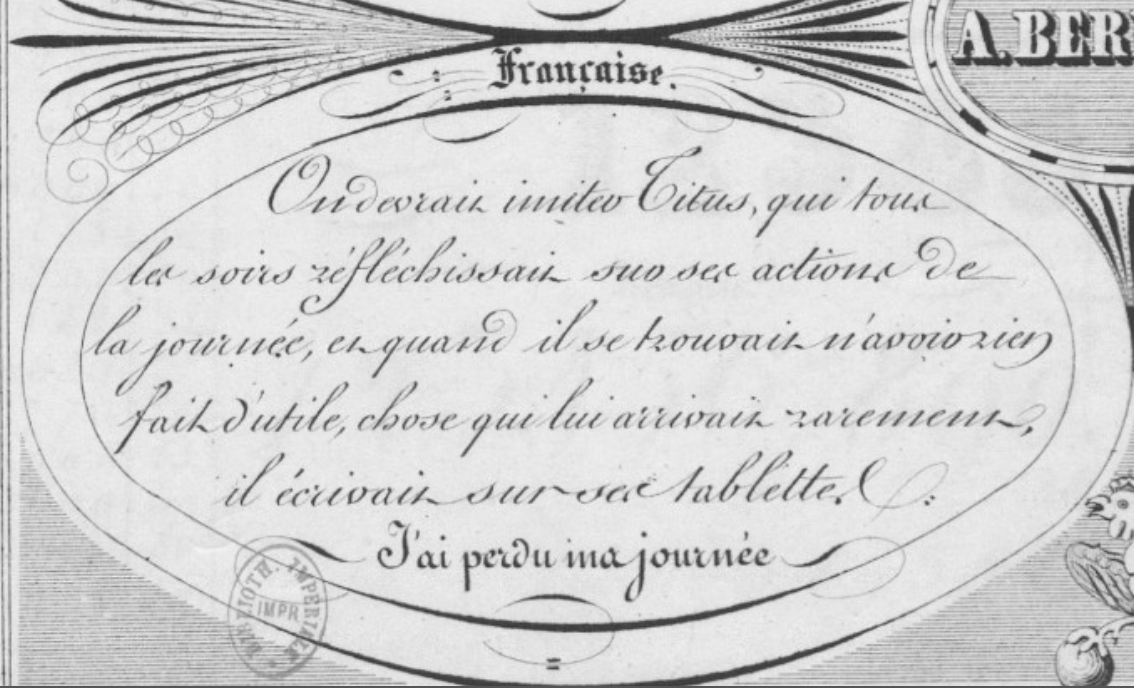 A. BER
Française.
On devrait imiter Titus, qui tous
les soirs réfléchissait sur ses actions de
la journée, et quand il se trouvait n'avoir rien
fait d'utile, chose qui lui arrivait rarement,
il écrivait sur ses tablettes :
J'ai perdu ma journée
BIBLIOTH. IMPÉRIALE
IMPR